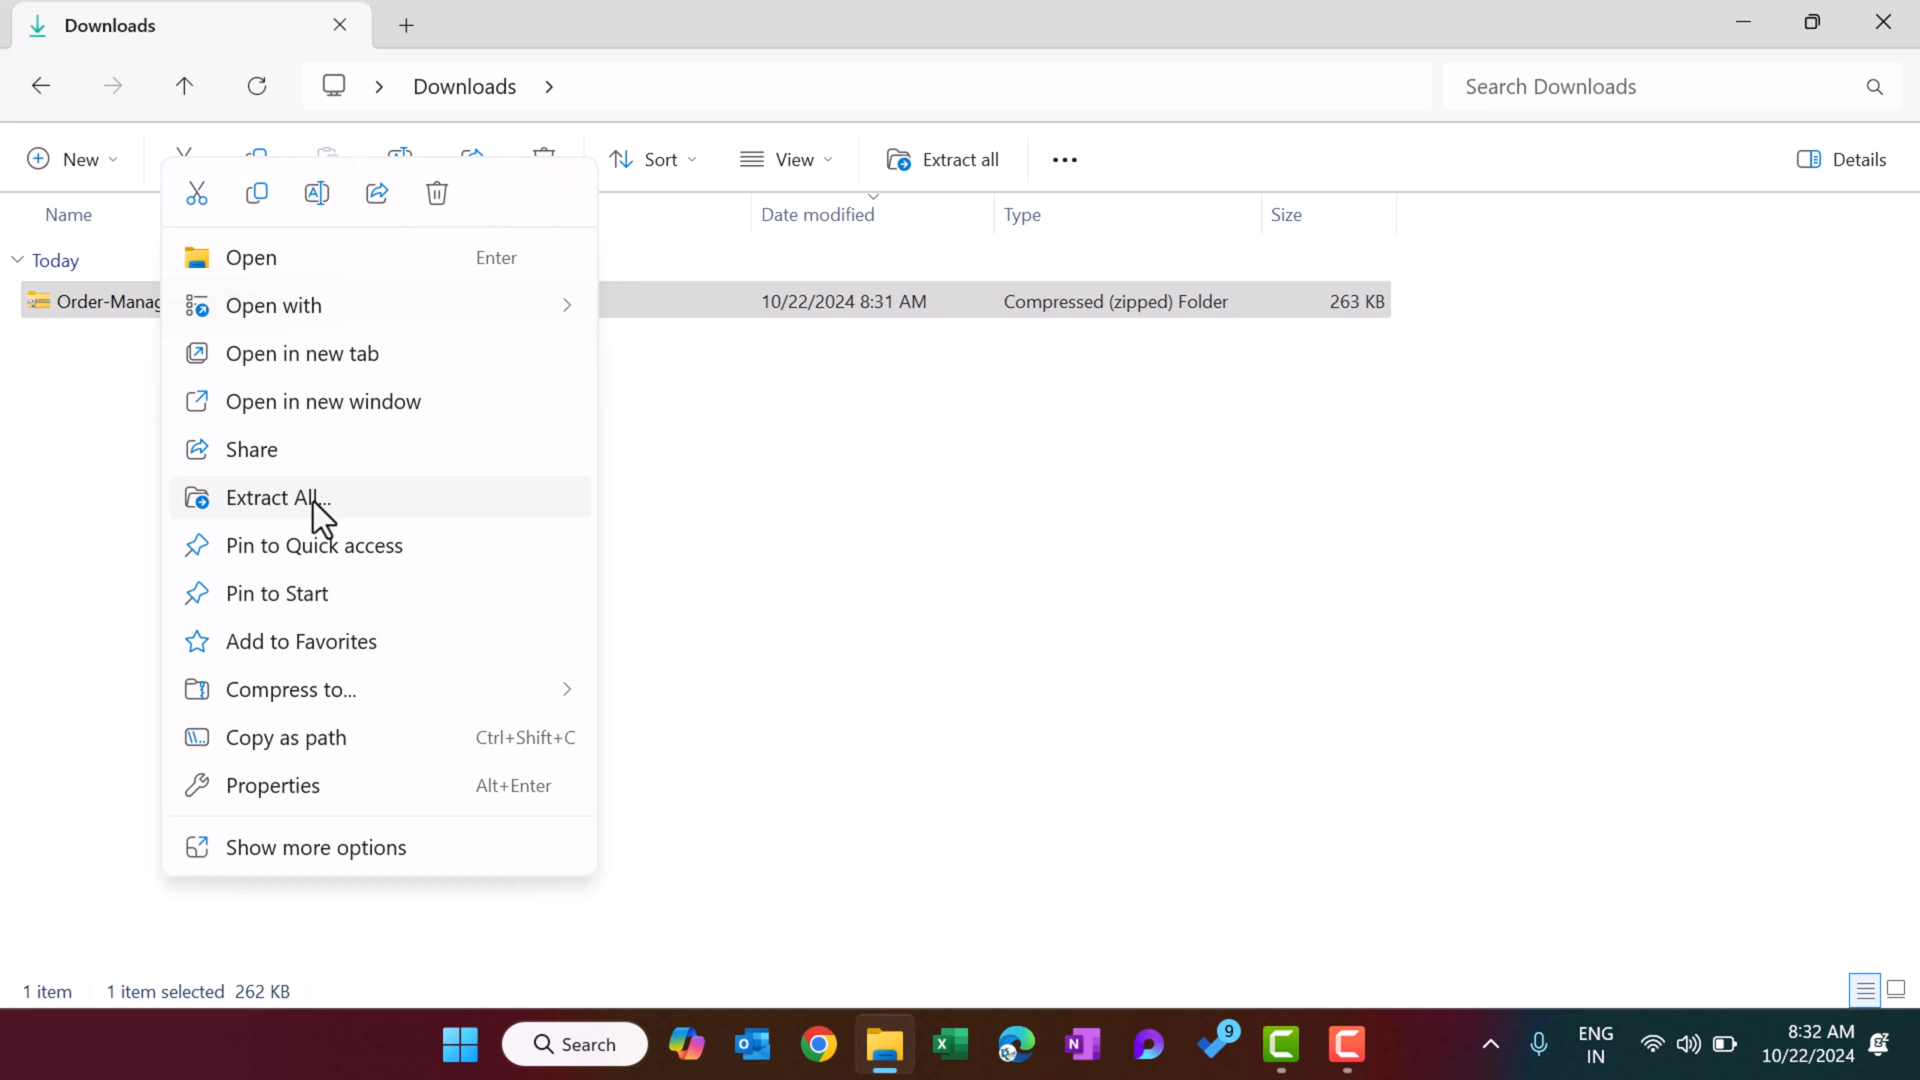 Downloads
Downloads
Search Downloads
New
Sort
View
Extract all
Details
Name
Date modified
Type
Size
Today
Order-Manag
10/22/2024 8:31 AM
Compressed (zipped) Folder
263 KB
Open Enter
Open with
Open in new tab
Open in new window
Share
Extract All...
Pin to Quick access
Pin to Start
Add to Favorites
Compress to...
Copy as path Ctrl+Shift+C
Properties Alt+Enter
Show more options
1 item 1 item selected 262 KB
Search
9
ENG
IN
8:32 AM
10/22/2024